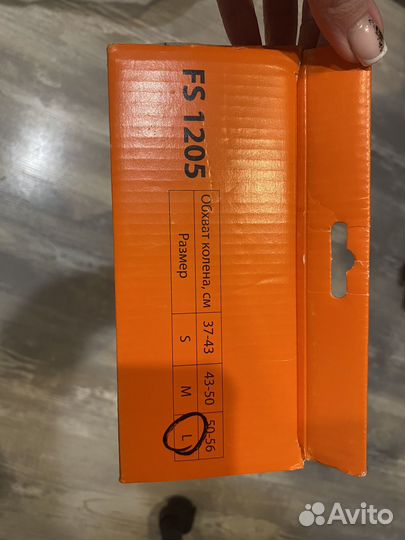 FS 1205
Обхват колена, см 37-43 43-50 50-56
Размер S M L
Avito